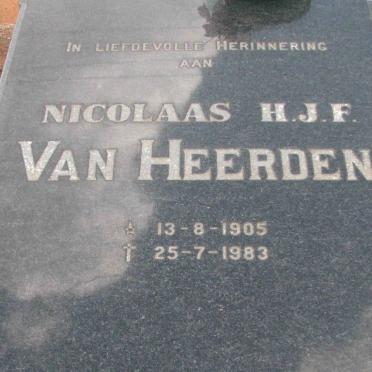 IN LIEFDEVOLLE HERINNERING
AAN
NICOLAAS H.J.F.
VAN HEERDEN
* 13-8-1905
† 25-7-1983